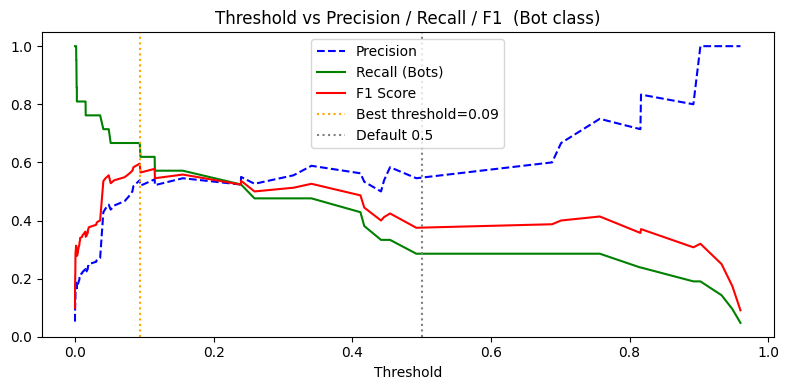 Threshold vs Precision / Recall / F1  (Bot class)
Precision
Recall (Bots)
F1 Score
Best threshold=0.09
Default 0.5
1.0
0.8
0.6
0.4
0.2
0.0
0.0 0.2 0.4 0.6 0.8 1.0
Threshold